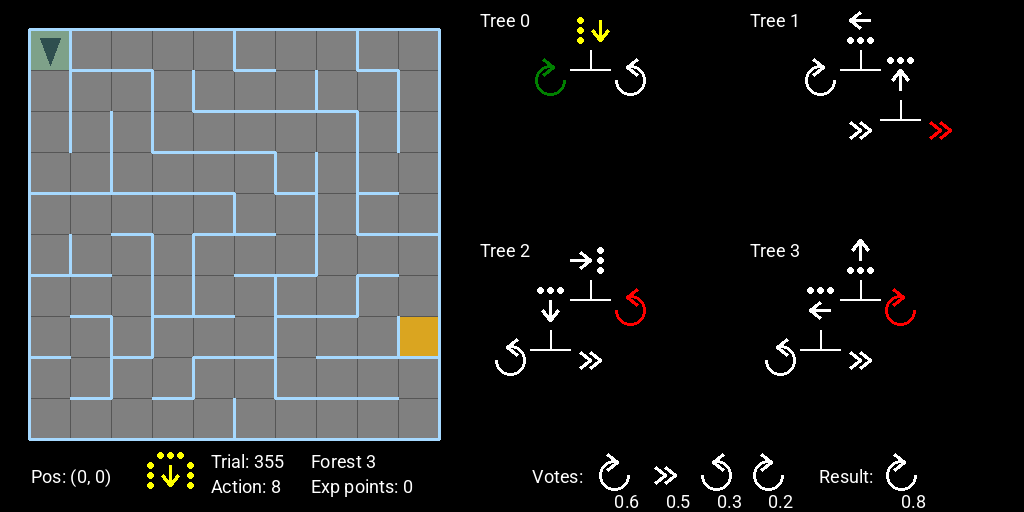 Tree 0
Tree 1
Tree 2
Tree 3
Pos: (0, 0)
Trial: 355
Forest 3
Action: 8
Exp points: 0
Votes:
0.6
0.5
0.3
0.2
Result:
0.8